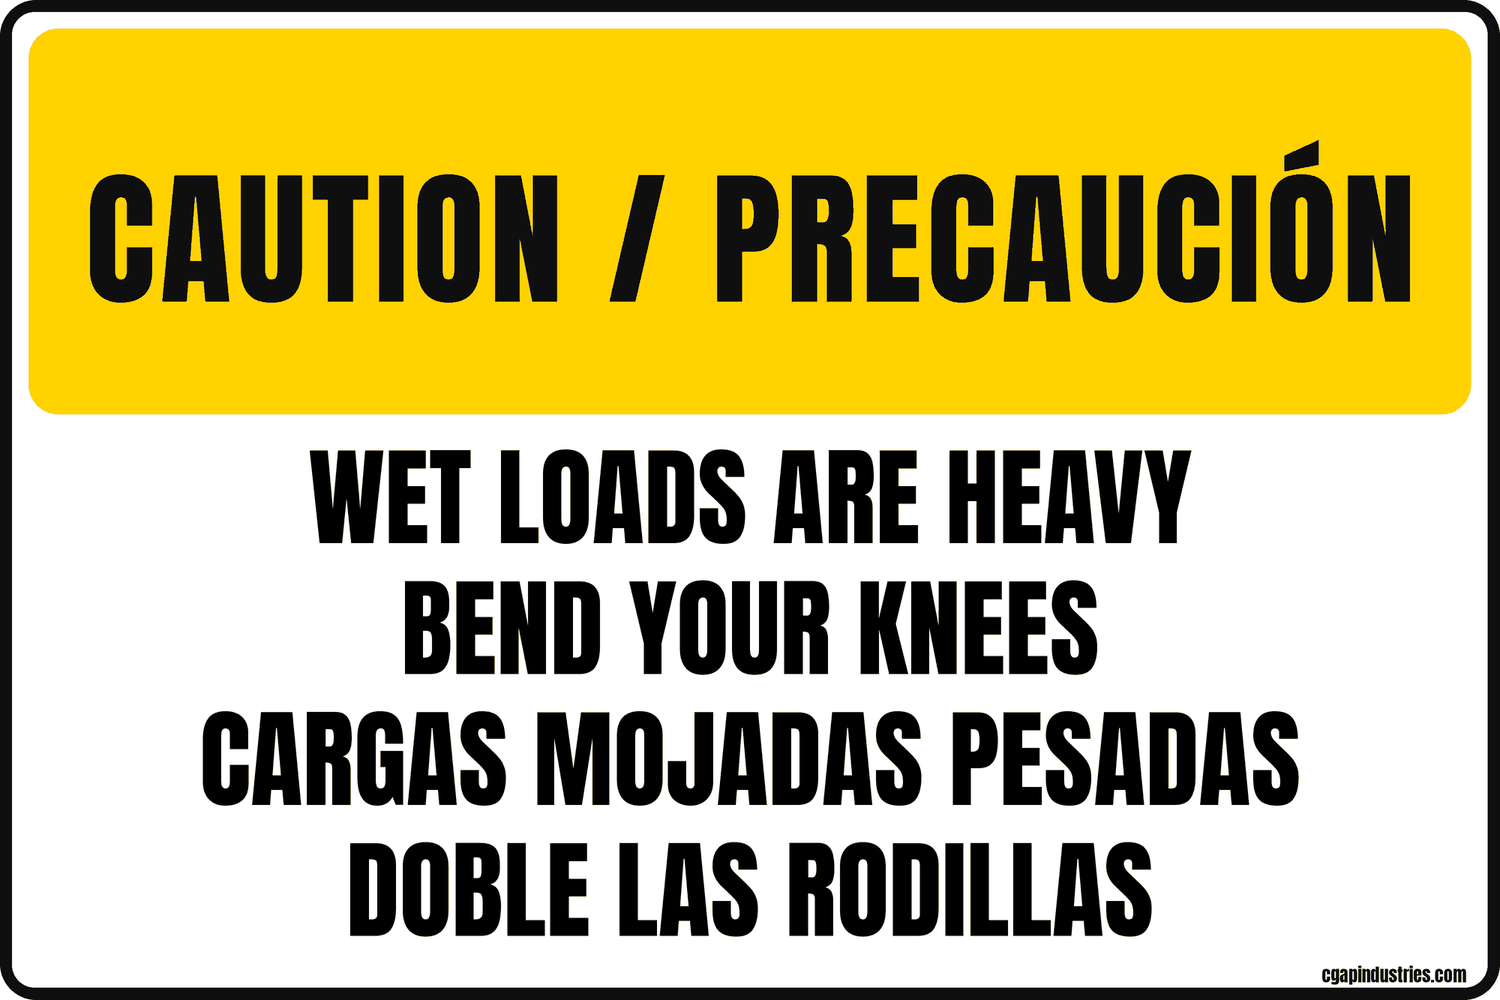 CAUTION / PRECAUCIÓN
WET LOADS ARE HEAVY
BEND YOUR KNEES
CARGAS MOJADAS PESADAS
DOBLE LAS RODILLAS
cgapindustries.com